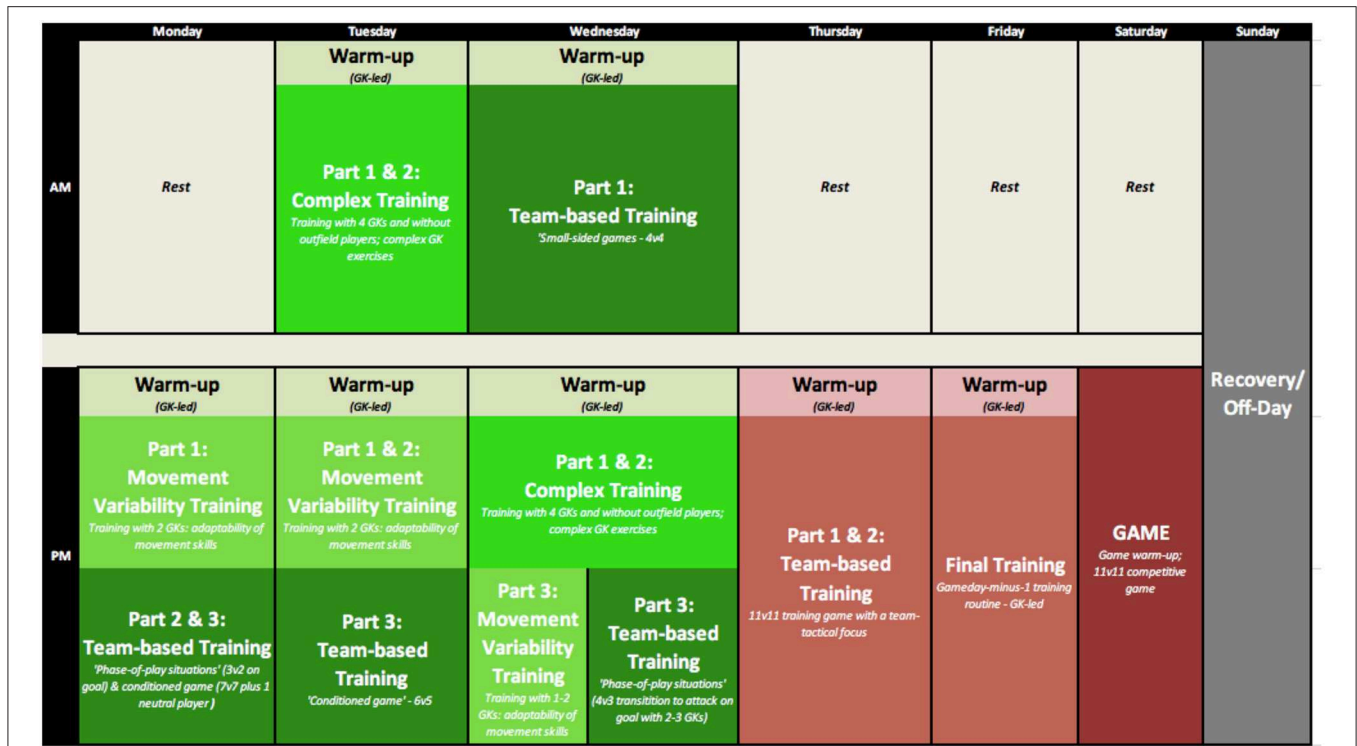 Monday
Tuesday
Wednesday
Thursday
Friday
Saturday
Sunday
AM
Rest
Warm-up
(GK-led)
Part 1 & 2:
Complex Training
Training with 4 GKs and without
outfield players; complex GK
exercises
Warm-up
(GK-led)
Part 1:
Team-based Training
'Small-sided games - 4v4
Rest
Rest
Rest
Recovery/
Off-Day
PM
Warm-up
(GK-led)
Part 1:
Movement
Variability Training
Training with 2 GKs: adaptability of
movement skills
Part 2 & 3:
Team-based Training
'Phase-of-play situations' (3v2 on
goal) & conditioned game (7v7 plus 1
neutral player )
Warm-up
(GK-led)
Part 1 & 2:
Movement
Variability Training
Training with 2 GKs: adaptability of
movement skills
Part 3:
Team-based
Training
'Conditioned game' - 6v5
Warm-up
(GK-led)
Part 1 & 2:
Complex Training
Training with 4 GKs and without outfield players;
complex GK exercises
Part 3:
Movement
Variability
Training
Training with 1-2
GKs: adaptability of
movement skills
Part 3:
Team-based
Training
'Phase-of-play situations'
(4v3 transitition to attack on
goal with 2-3 GKs)
Warm-up
(GK-led)
Part 1 & 2:
Team-based
Training
11v11 training game with a team-
tactical focus
Warm-up
(GK-led)
Final Training
Gameday-minus-1 training
routine - GK-led
GAME
Game warm-up;
11v11 competitive
game